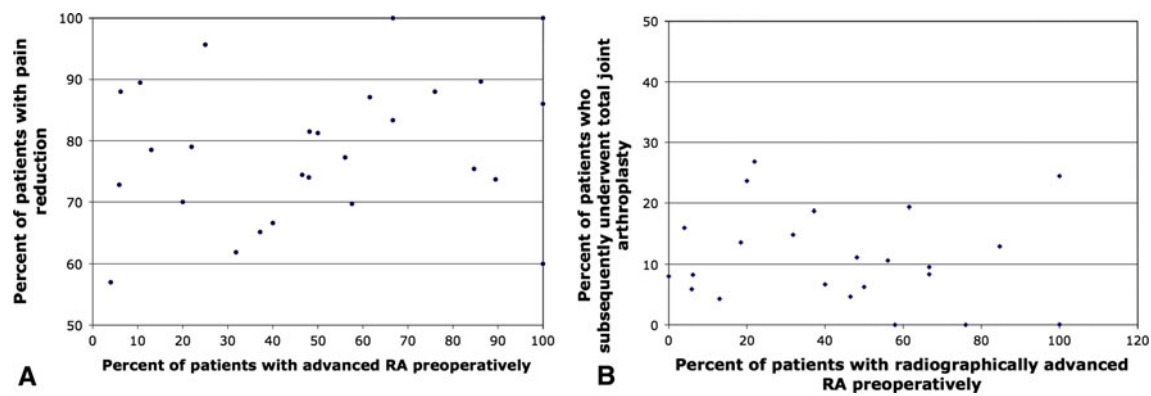 100
90
80
70
60
50
Percent of patients with pain
reduction
0 10 20 30 40 50 60 70 80 90 100
Percent of patients with advanced RA preoperatively
A
50
40
30
20
10
0
Percent of patients who
subsequently underwent total joint
arthroplasty
0 20 40 60 80 100 120
Percent of patients with radiographically advanced
RA preoperatively
B